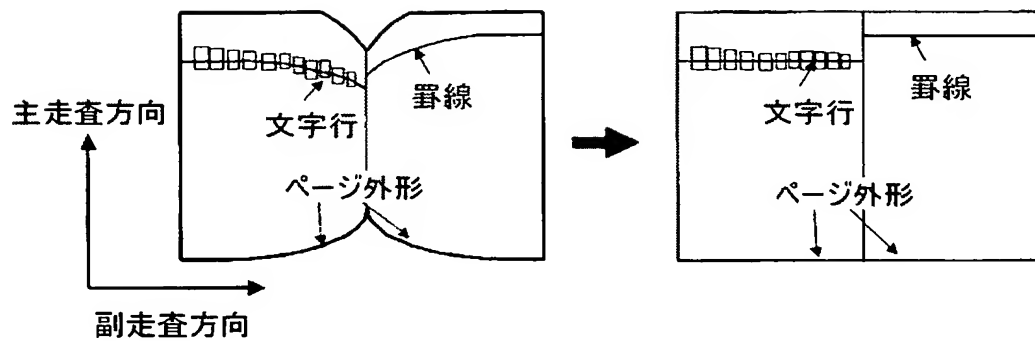 主走査方向
文字行
罫線
ページ外形
副走査方向
文字行
罫線
ページ外形